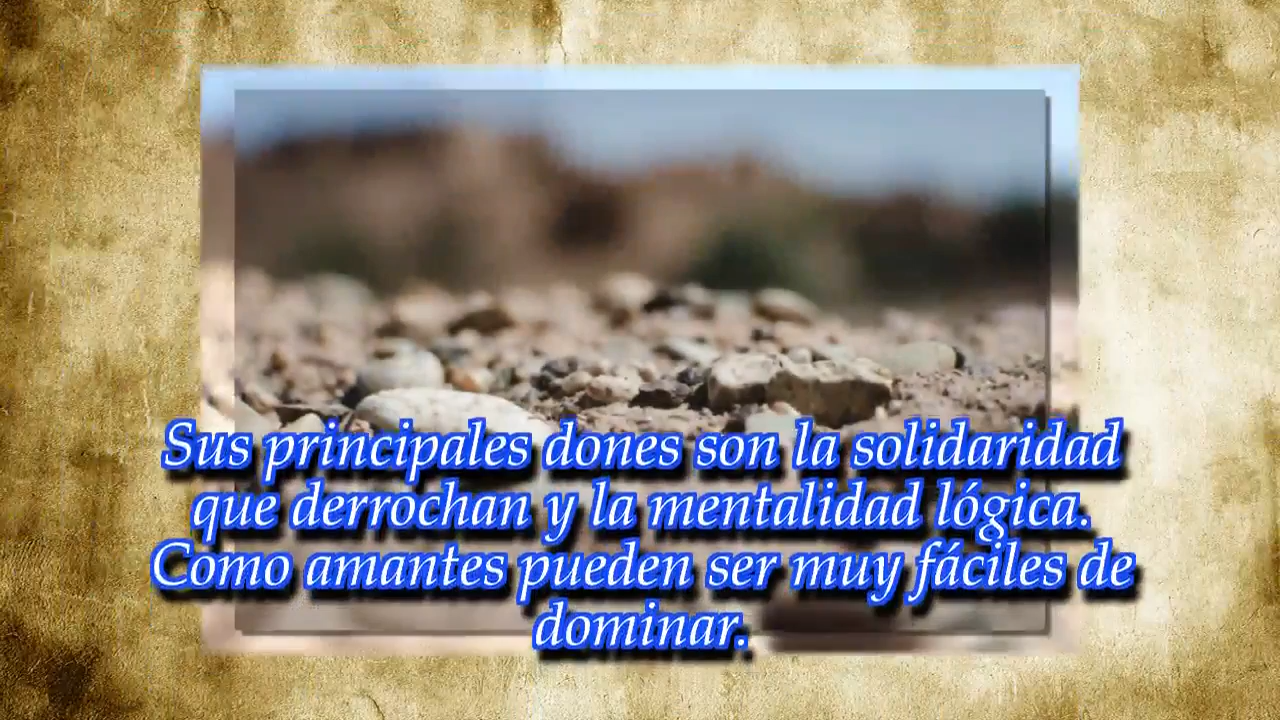 Sus principales dones son la solidaridad
que derrochan y la mentalidad lógica.
Como amantes pueden ser muy fáciles de
dominar.